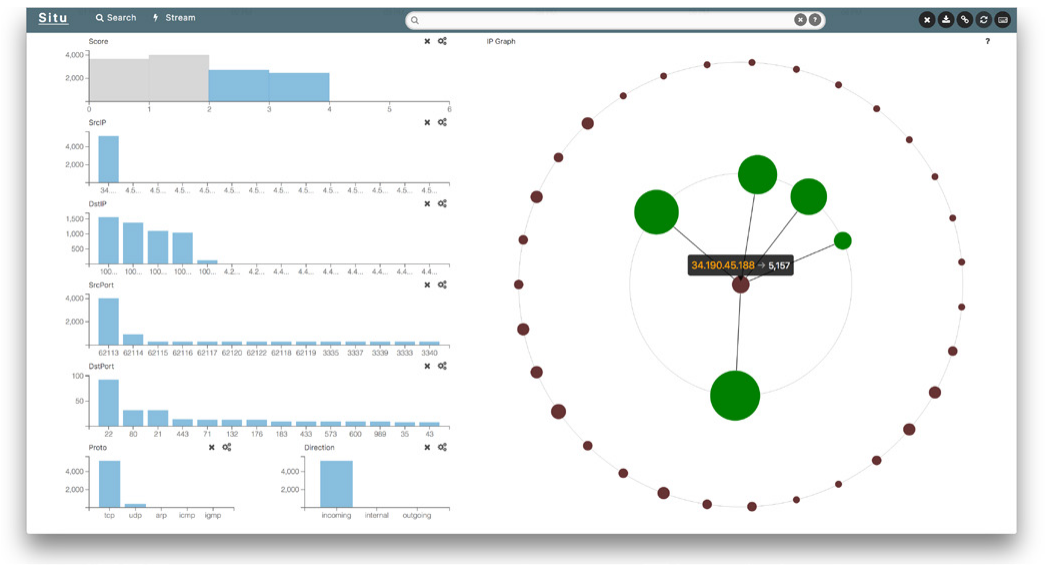 Situ Search Stream
?
Score
4,000
2,000
0 1 2 3 4 5 6
SrcIP
4,000
2,000
34... 4.5... 4.5... 4.5... 4.5... 4.5... 4.5... 4.5... 4.5... 4.5... 4.5... 4.5... 4.5... 4.5...
DstIP
1,500
1,000
500
100... 100... 100... 100... 100... 4.2... 4.4... 4.4... 4.4... 4.4... 4.4... 4.4... 4.4... 4.4...
SrcPort
4,000
2,000
62113 62114 62115 62116 62117 62120 62122 62118 62119 3335 3337 3339 3333 3340
DstPort
100
50
22 80 21 443 71 132 176 183 433 573 600 989 35 43
Proto
4,000
2,000
tcp udp arp icmp igmp
Direction
4,000
2,000
incoming internal outgoing
IP Graph ?
34.190.45.188 → 5,157